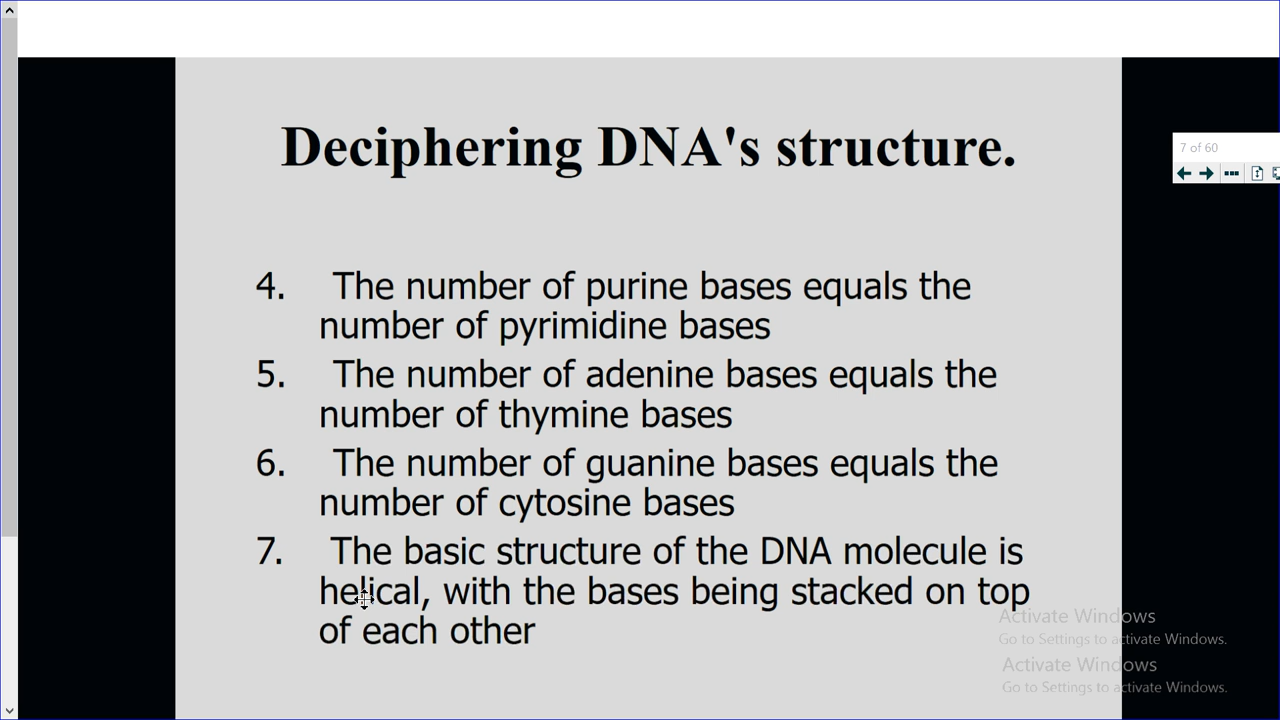 Deciphering DNA's structure.
7 of 60
4. The number of purine bases equals the
number of pyrimidine bases
5. The number of adenine bases equals the
number of thymine bases
6. The number of guanine bases equals the
number of cytosine bases
7. The basic structure of the DNA molecule is
helical, with the bases being stacked on top
of each other
Activate Windows
Go to Settings to activate Windows.
Activate Windows
Go to Settings to activate Windows.